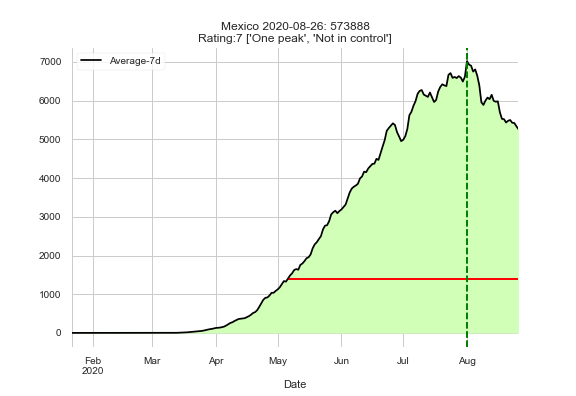 Mexico 2020-08-26: 573888
Rating:7 ['One peak', 'Not in control']
Average-7d
7000
6000
5000
4000
3000
2000
1000
0
Feb Mar Apr May Jun Jul Aug
2020
Date